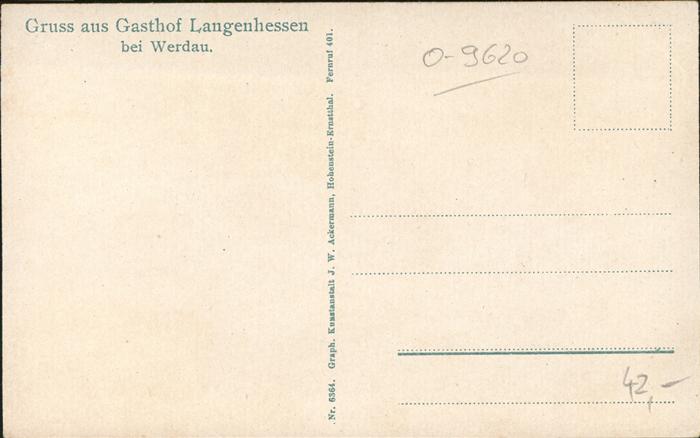 Gruss aus Gasthof Langenhessen
bei Werdau.
Nr. 6364. Graph. Kunstanstalt J. W. Ackermann, Hohenstein-Ernstthal. Fernruf 401.
O-9620
42,-